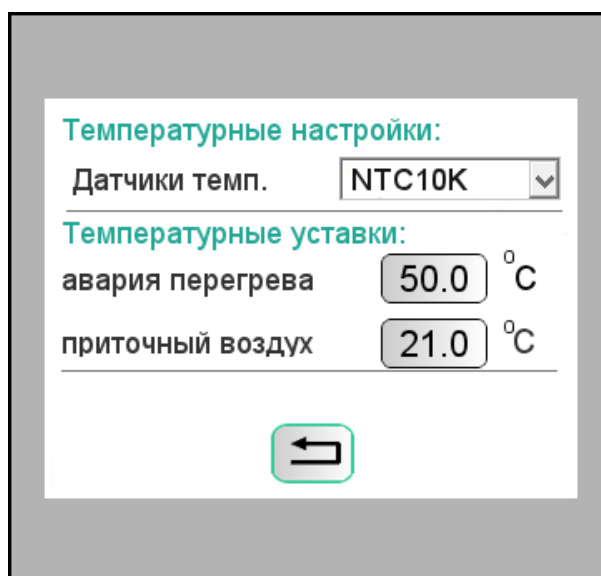 Температурные настройки:
Датчики темп. NTC10K
Температурные уставки:
авария перегрева 50.0 °C
приточный воздух 21.0 °C